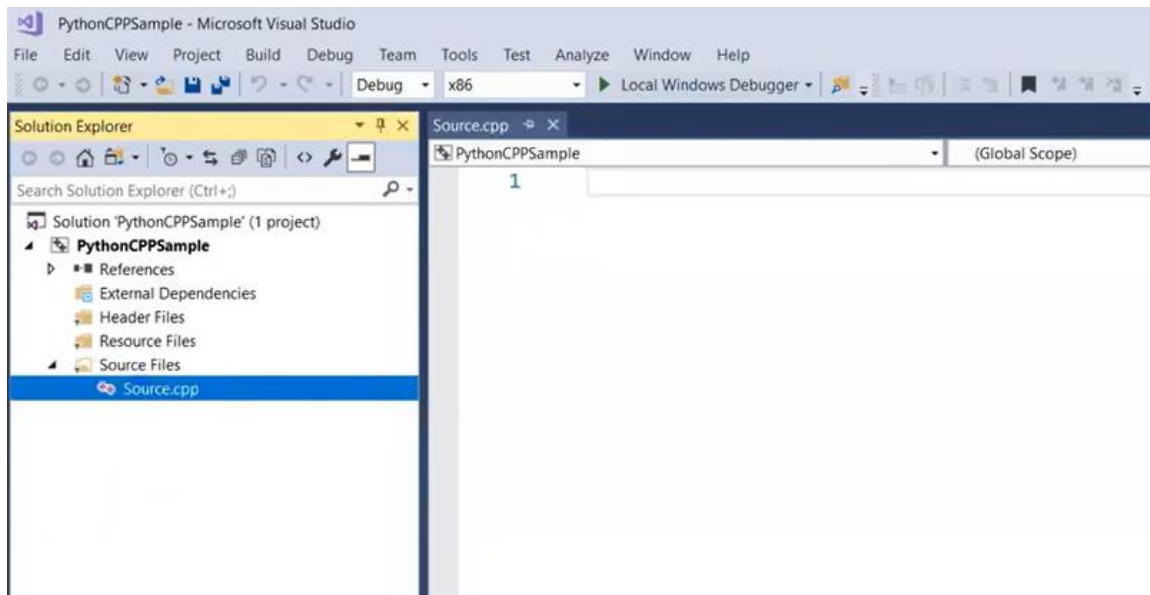 PythonCPPSample - Microsoft Visual Studio
File Edit View Project Build Debug Team Tools Test Analyze Window Help
Debug x86 Local Windows Debugger
Solution Explorer
Source.cpp
PythonCPPSample (Global Scope)
Search Solution Explorer (Ctrl+;)
1
Solution 'PythonCPPSample' (1 project)
PythonCPPSample
References
External Dependencies
Header Files
Resource Files
Source Files
Source.cpp